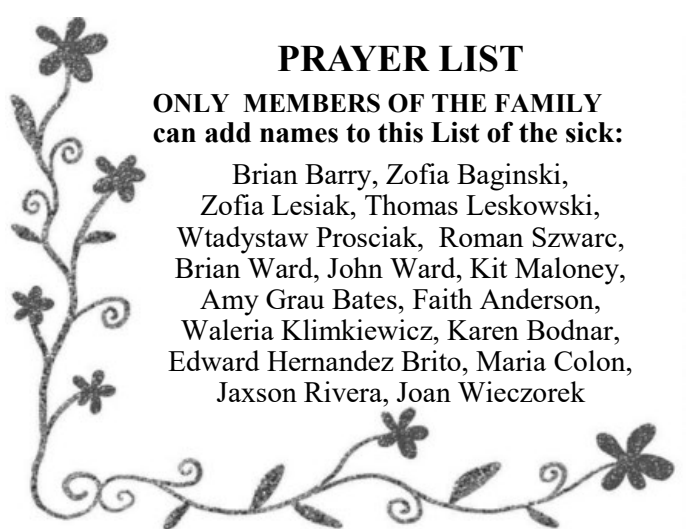 PRAYER LIST
ONLY  MEMBERS OF THE FAMILY
can add names to this List of the sick:
Brian Barry, Zofia Baginski,
Zofia Lesiak, Thomas Leskowski,
Wtadystaw Prosciak,  Roman Szwarc,
Brian Ward, John Ward, Kit Maloney,
Amy Grau Bates, Faith Anderson,
Waleria Klimkiewicz, Karen Bodnar,
Edward Hernandez Brito, Maria Colon,
Jaxson Rivera, Joan Wieczorek